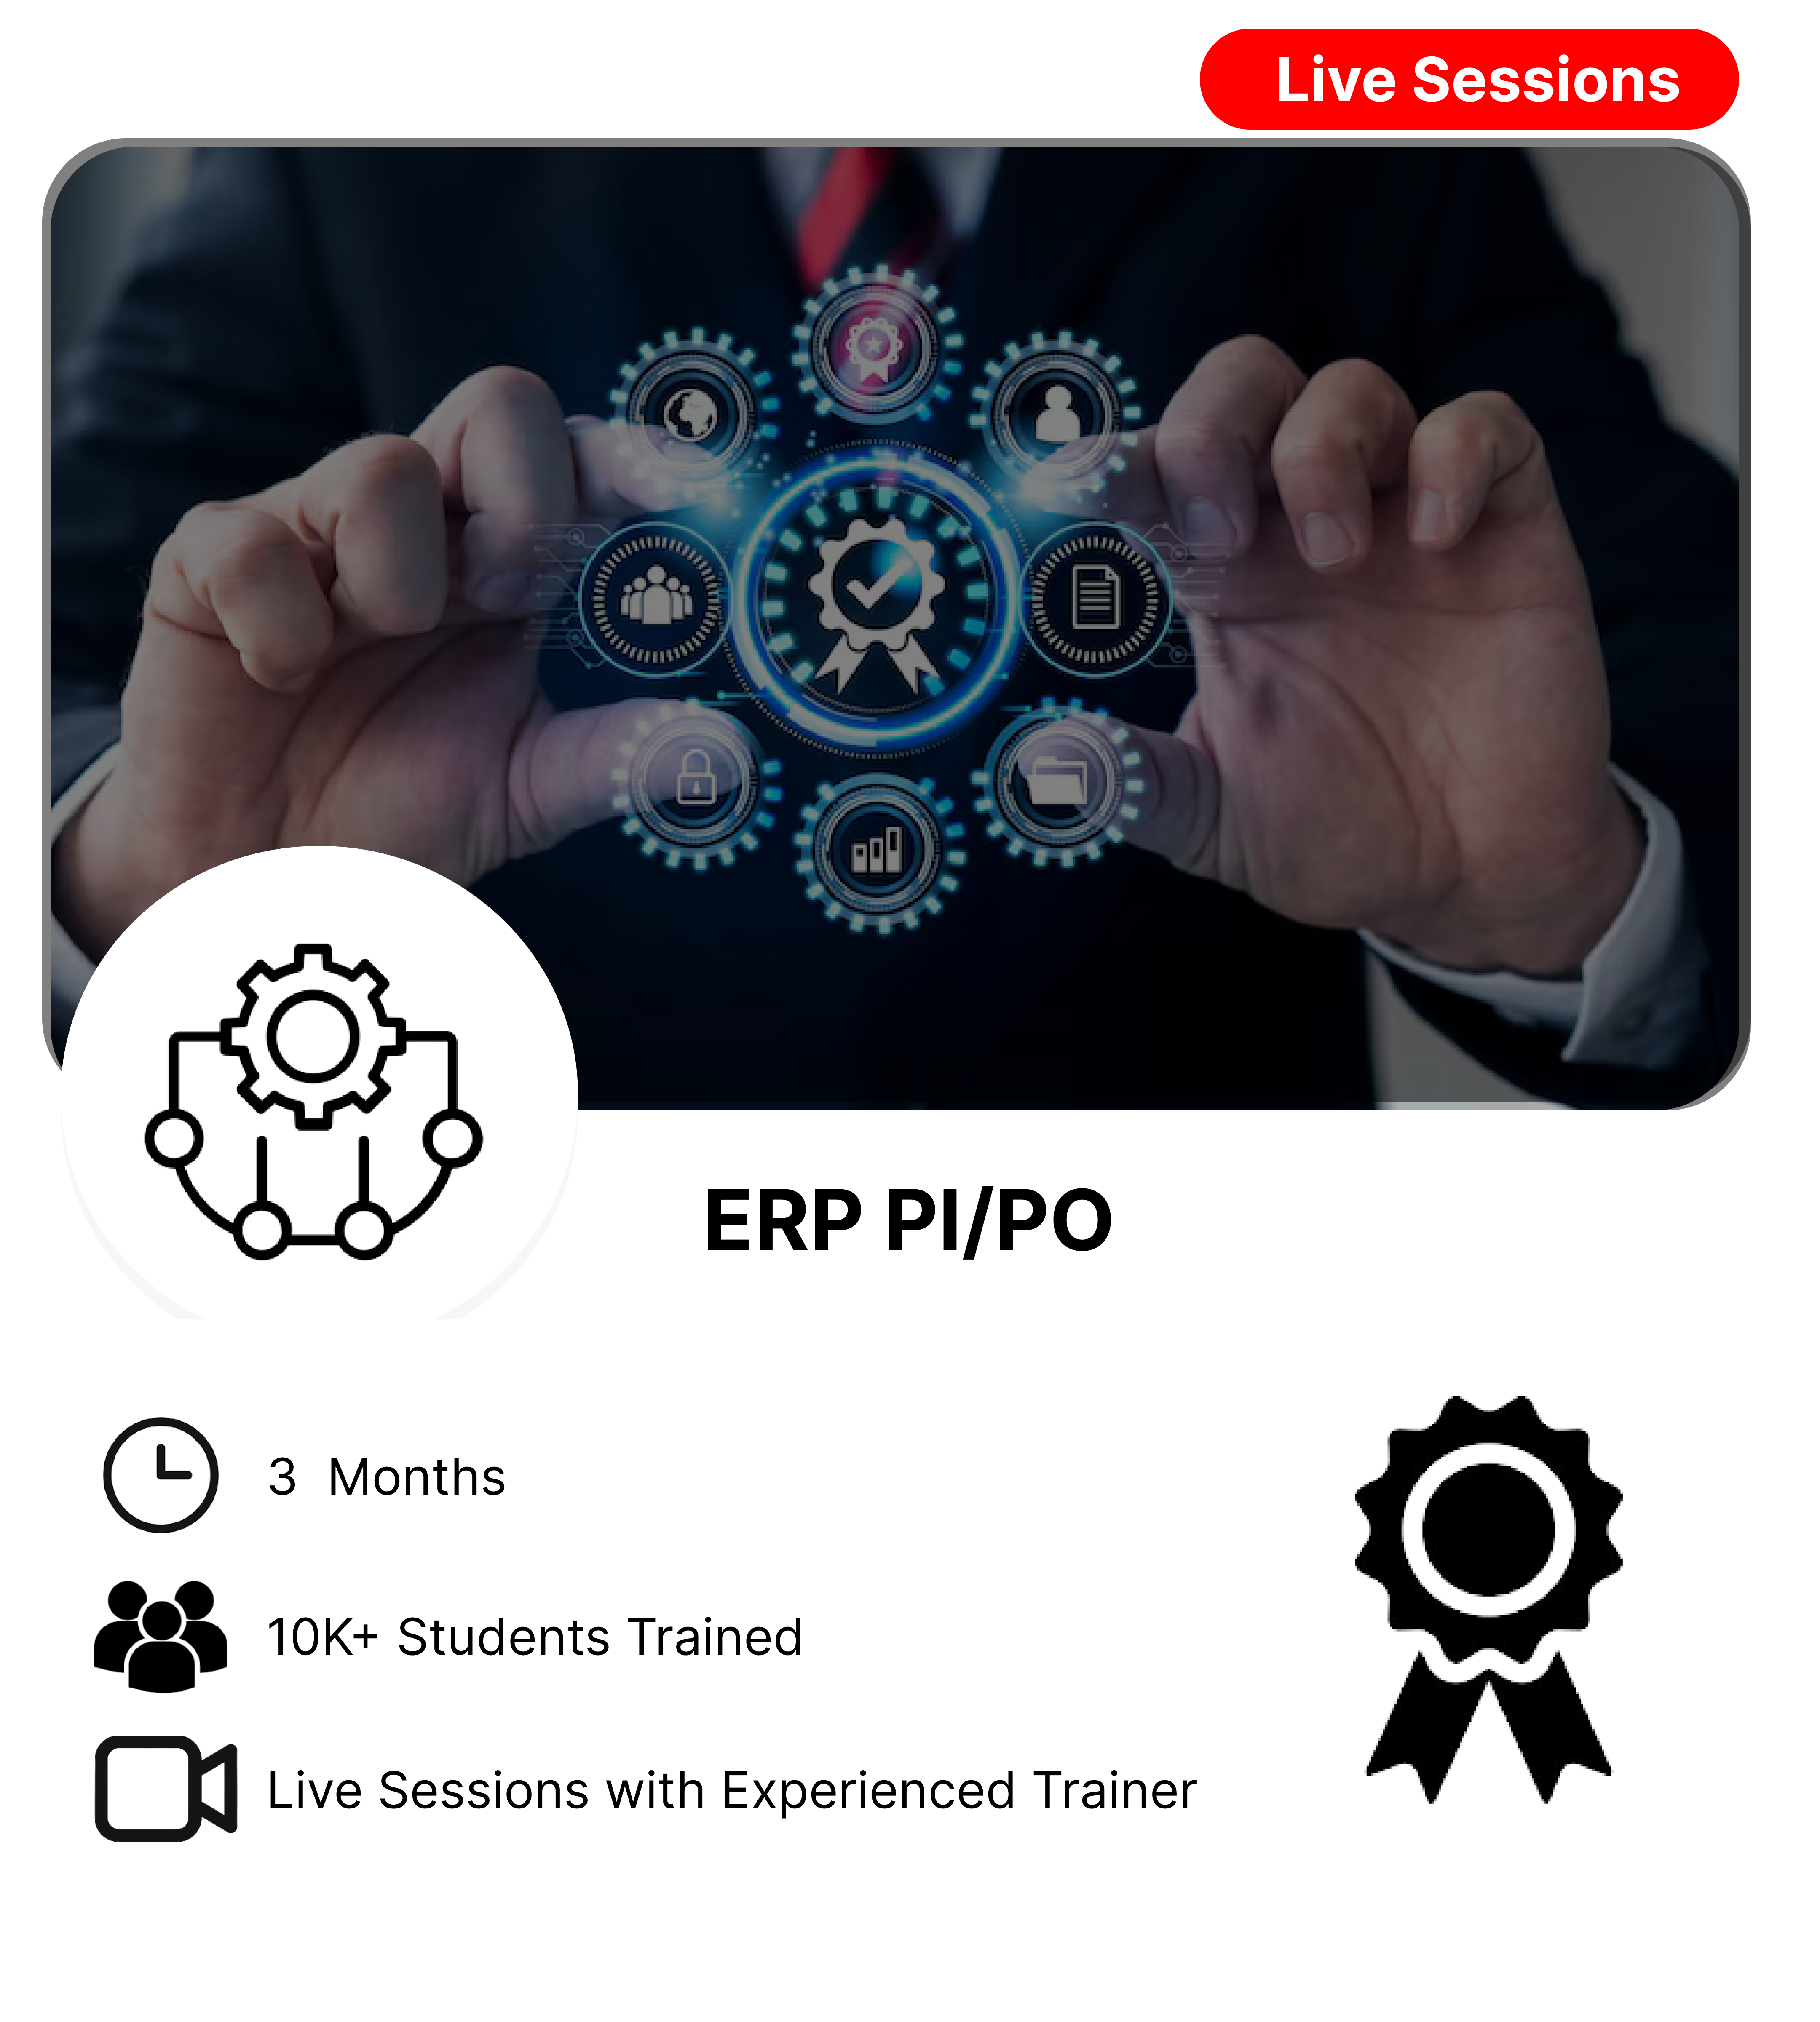 Live Sessions
ERP PI/PO
3 Months
10K+ Students Trained
Live Sessions with Experienced Trainer